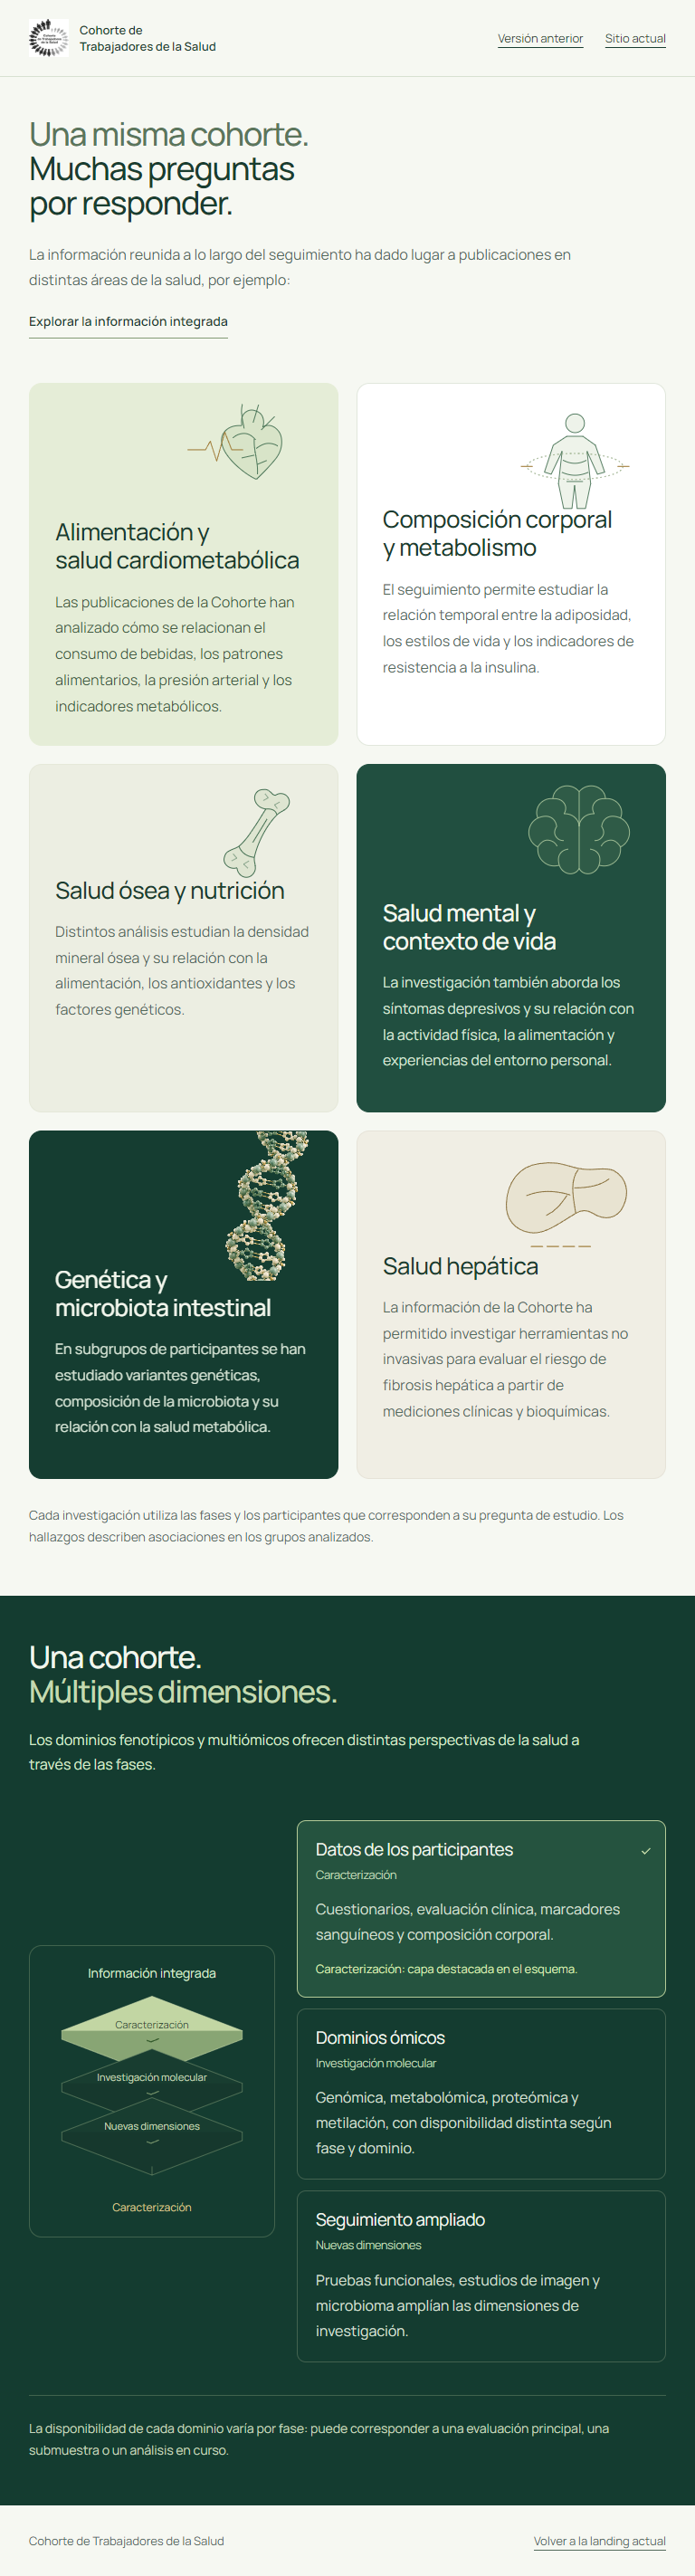 Cohorte de
Trabajadores de la Salud
Versión anterior
Sitio actual
Una misma cohorte.
Muchas preguntas
por responder.
La información reunida a lo largo del seguimiento ha dado lugar a publicaciones en
distintas áreas de la salud, por ejemplo:
Explorar la información integrada
Alimentación y
salud cardiometabólica
Las publicaciones de la Cohorte han
analizado cómo se relacionan el
consumo de bebidas, los patrones
alimentarios, la presión arterial y los
indicadores metabólicos.
Composición corporal
y metabolismo
El seguimiento permite estudiar la
relación temporal entre la adiposidad,
los estilos de vida y los indicadores de
resistencia a la insulina.
Salud ósea y nutrición
Distintos análisis estudian la densidad
mineral ósea y su relación con la
alimentación, los antioxidantes y los
factores genéticos.
Salud mental y
contexto de vida
La investigación también aborda los
síntomas depresivos y su relación con
la actividad física, la alimentación y
experiencias del entorno personal.
Genética y
microbiota intestinal
En subgrupos de participantes se han
estudiado variantes genéticas,
composición de la microbiota y su
relación con la salud metabólica.
Salud hepática
La información de la Cohorte ha
permitido investigar herramientas no
invasivas para evaluar el riesgo de
fibrosis hepática a partir de
mediciones clínicas y bioquímicas.
Cada investigación utiliza las fases y los participantes que corresponden a su pregunta de estudio. Los
hallazgos describen asociaciones en los grupos analizados.
Una cohorte.
Múltiples dimensiones.
Los dominios fenotípicos y multiómicos ofrecen distintas perspectivas de la salud a
través de las fases.
Información integrada
Caracterización
Investigación molecular
Nuevas dimensiones
Caracterización
Datos de los participantes
Caracterización
Cuestionarios, evaluación clínica, marcadores
sanguíneos y composición corporal.
Caracterización: capa destacada en el esquema.
Dominios ómicos
Investigación molecular
Genómica, metabolómica, proteómica y
metilación, con disponibilidad distinta según
fase y dominio.
Seguimiento ampliado
Nuevas dimensiones
Pruebas funcionales, estudios de imagen y
microbioma amplían las dimensiones de
investigación.
La disponibilidad de cada dominio varía por fase: puede corresponder a una evaluación principal, una
submuestra o un análisis en curso.
Cohorte de Trabajadores de la Salud
Volver a la landing actual